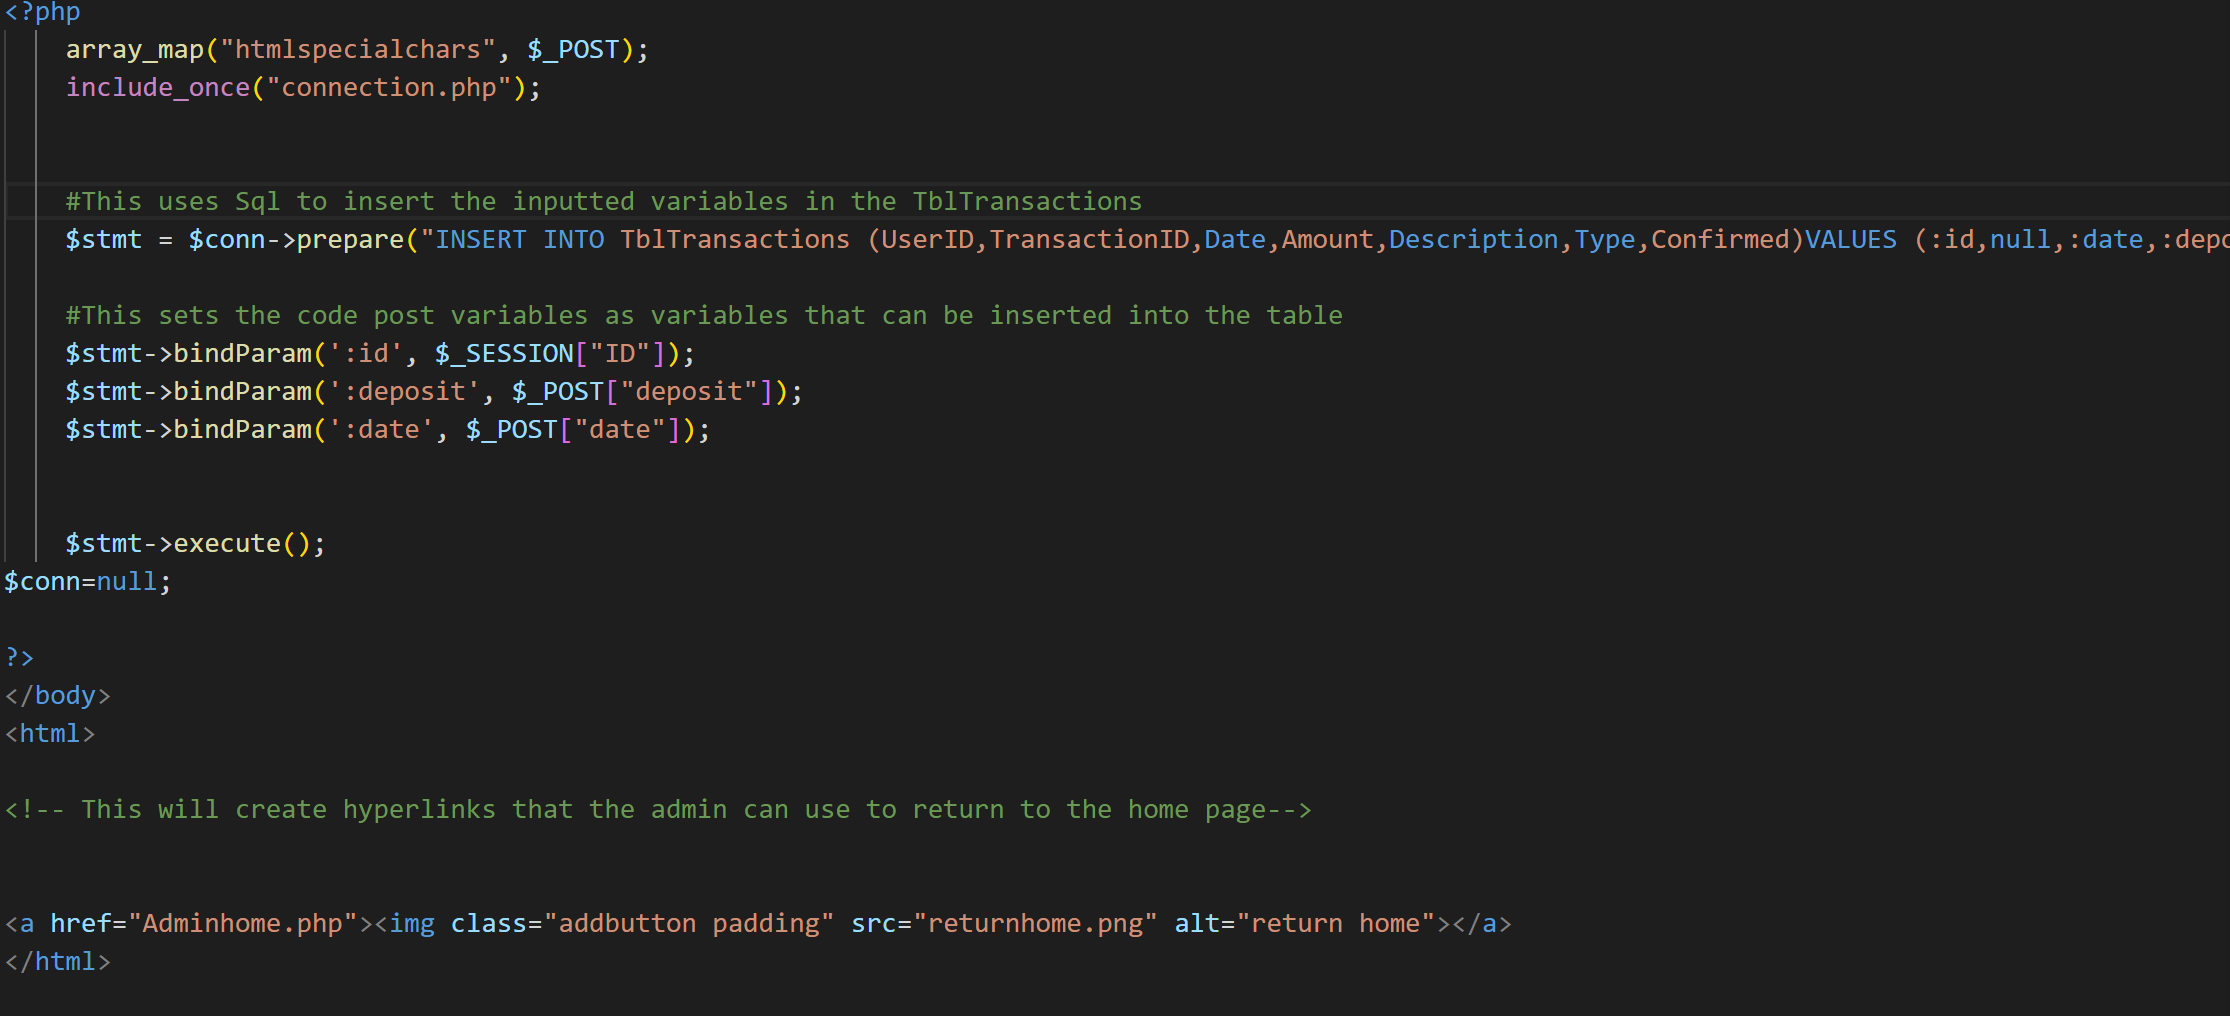 <?php
array_map("htmlspecialchars", $_POST);
include_once("connection.php");
#This uses Sql to insert the inputted variables in the TblTransactions
$stmt = $conn->prepare("INSERT INTO TblTransactions (UserID,TransactionID,Date,Amount,Description,Type,Confirmed)VALUES (:id,null,:date,:depo
#This sets the code post variables as variables that can be inserted into the table
$stmt->bindParam(':id', $_SESSION["ID"]);
$stmt->bindParam(':deposit', $_POST["deposit"]);
$stmt->bindParam(':date', $_POST["date"]);
$stmt->execute();
$conn=null;
?>
</body>
<html>
<!-- This will create hyperlinks that the admin can use to return to the home page-->
<a href="Adminhome.php"><img class="addbutton padding" src="returnhome.png" alt="return home"></a>
</html>